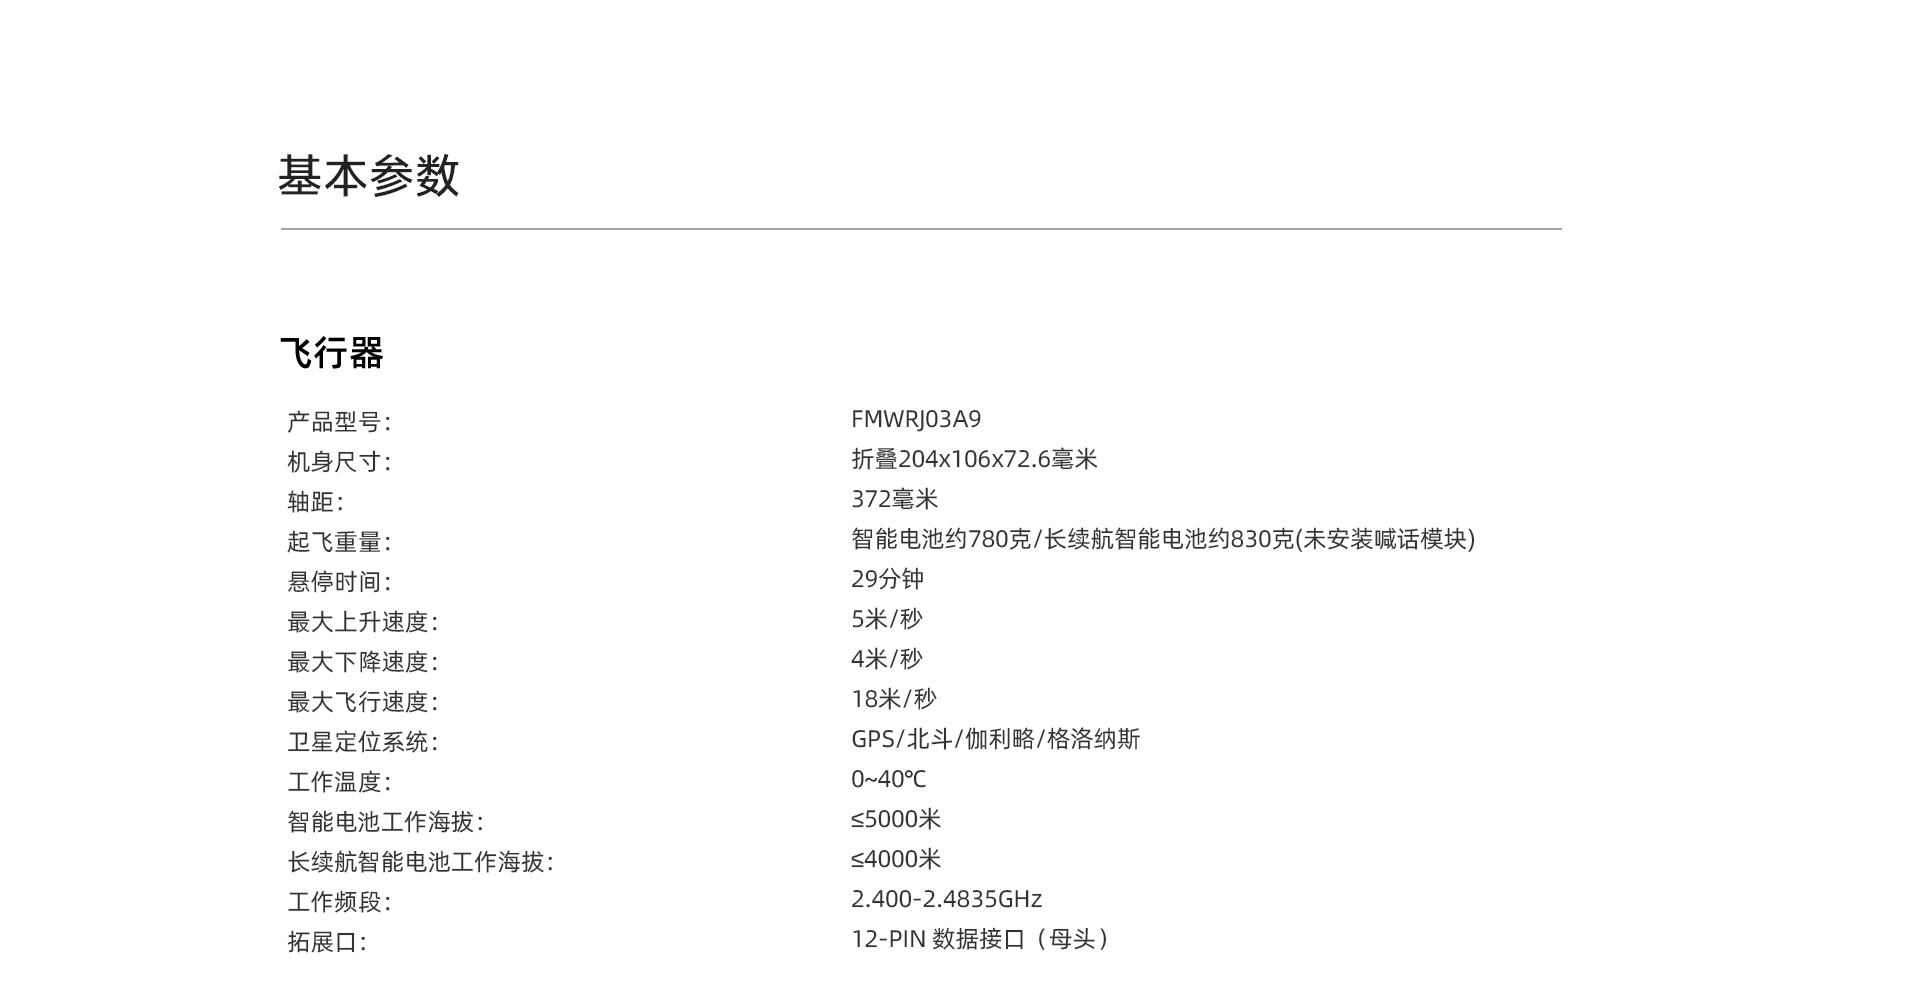 基本参数
飞行器
产品型号： FMWRJ03A9
机身尺寸： 折叠204x106x72.6毫米
轴距： 372毫米
起飞重量： 智能电池约780克/长续航智能电池约830克(未安装喊话模块)
悬停时间： 29分钟
最大上升速度： 5米/秒
最大下降速度： 4米/秒
最大飞行速度： 18米/秒
卫星定位系统： GPS/北斗/伽利略/格洛纳斯
工作温度： 0~40℃
智能电池工作海拔： ≤5000米
长续航智能电池工作海拔： ≤4000米
工作频段： 2.400-2.4835GHz
拓展口： 12-PIN 数据接口（母头）